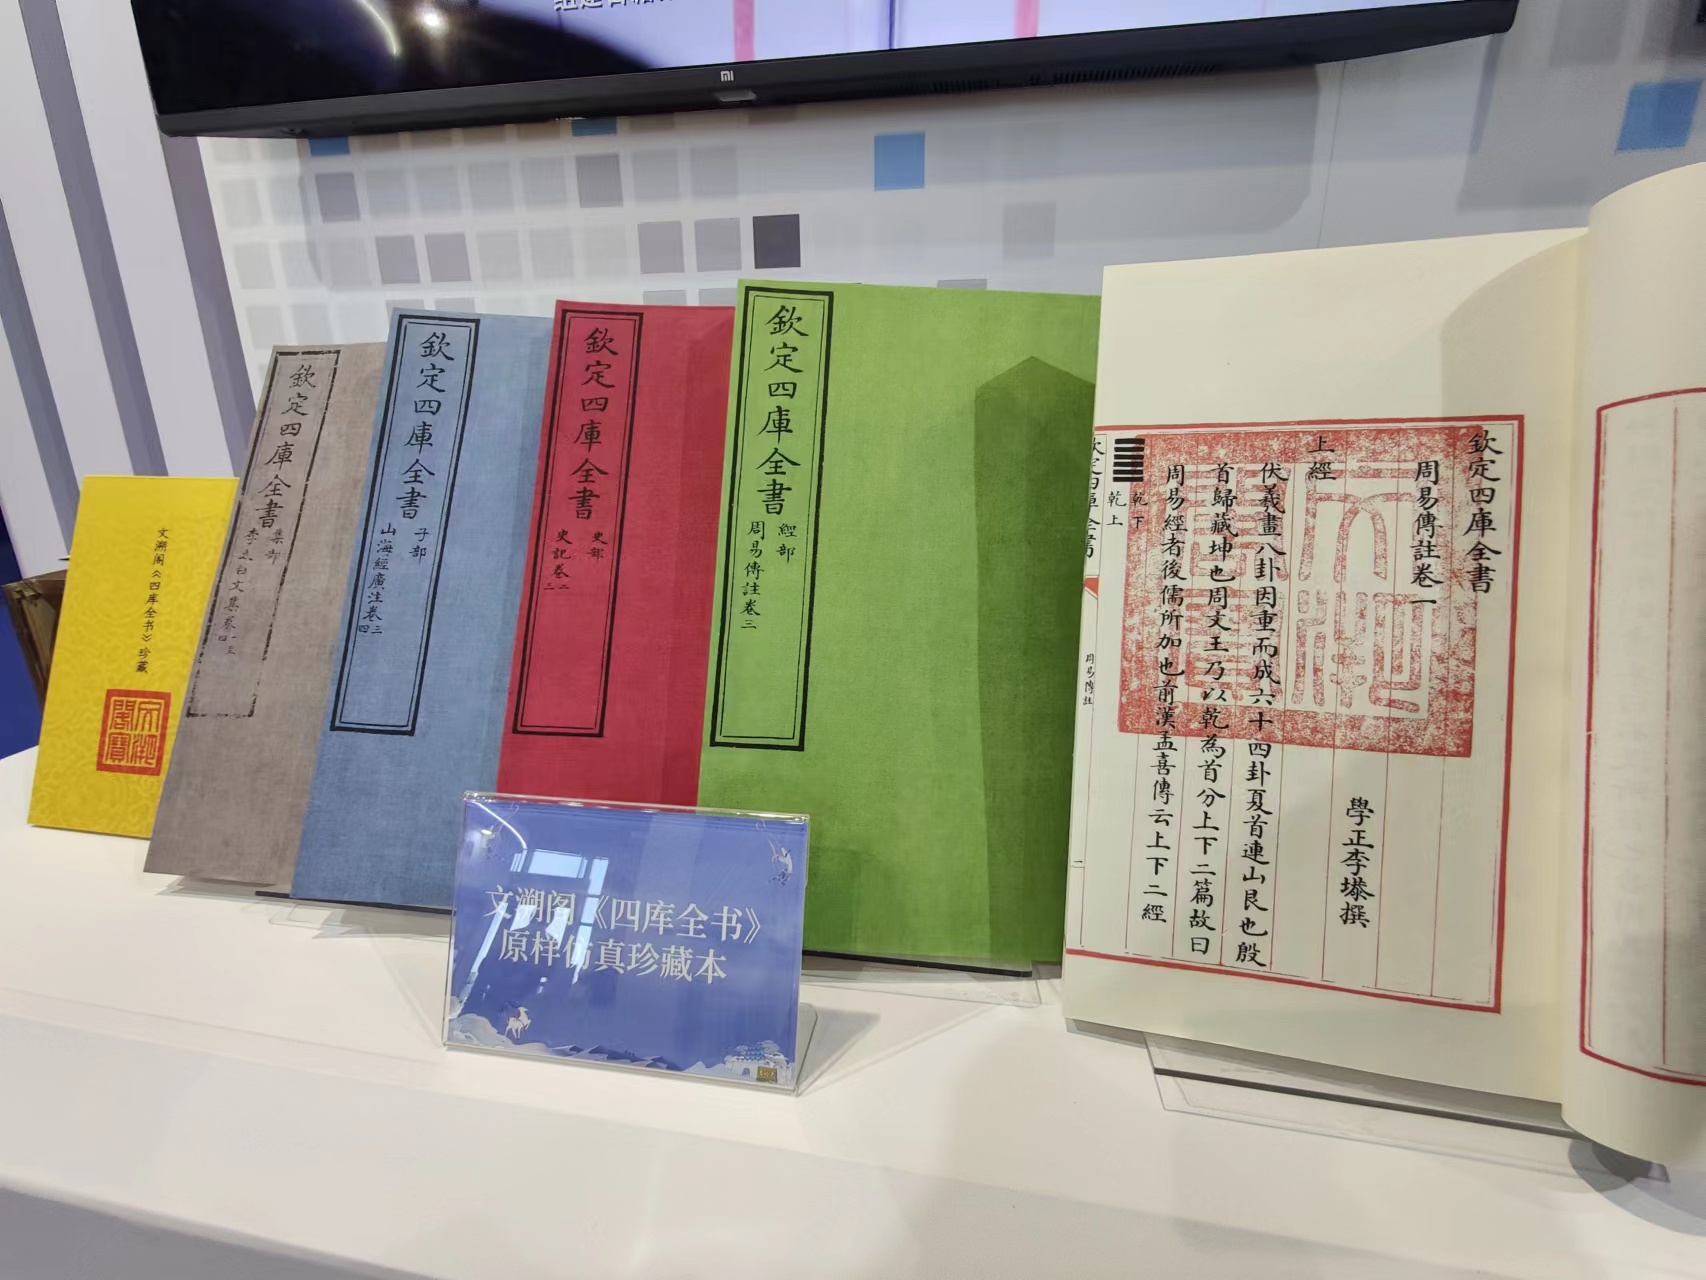 mi
文溯阁《四库全书》珍藏
文溯
閣寳
欽定四庫全書
集部
李太白文集卷
欽定四庫全書
子部
山海經廣注卷三
四
欽定四庫全書
史部
史記卷二
三
欽定四庫全書
經部
周易傳註卷三
文溯阁《四库全书》
原样仿真珍藏本
欽定四庫全書
周易傳註卷一
學正李塨撰
上經
伏羲畫八卦因重而成六十四卦夏首連山艮也殷
首歸藏坤也周文王乃以乾為首分上下二篇故曰
周易經者後儒所加也前漢孟喜傳云上下二經
乾下
乾上
周易傳註